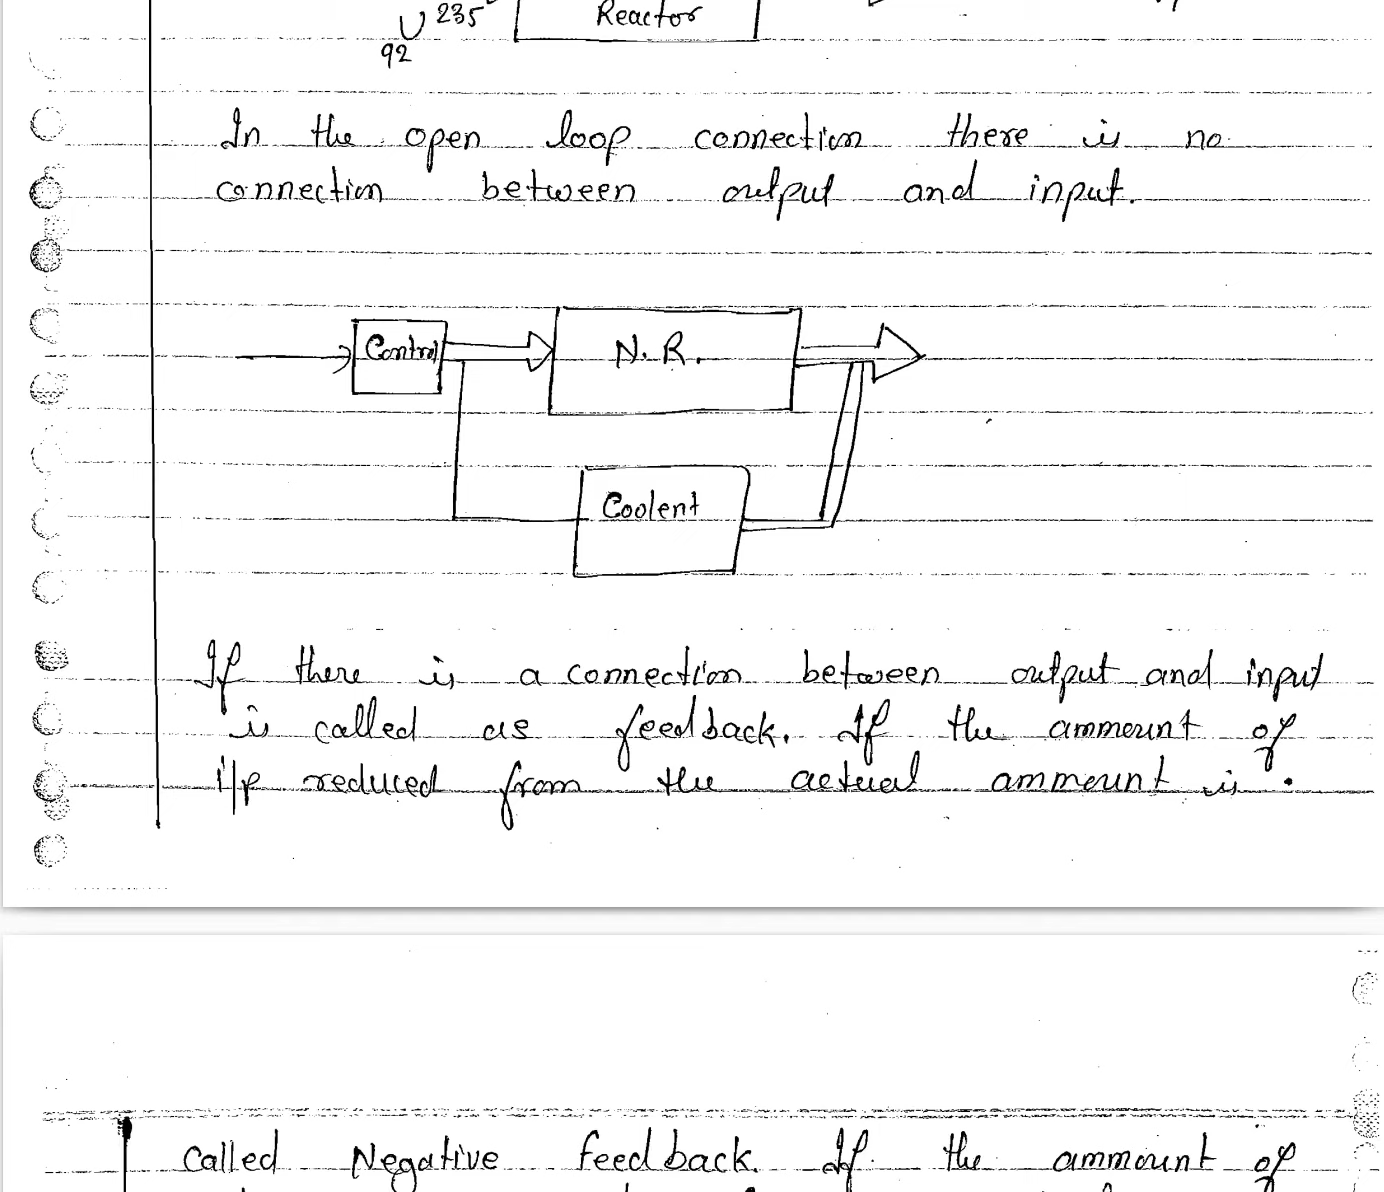 U 235
92
Reactor
In the open loop connection there is no
connection between output and input.
Control
N. R.
Coolent
If there is a connection between output and input
is called as feedback. If the ammount of
i/p reduced from the actual ammount is
called Negative feedback. If the ammount of